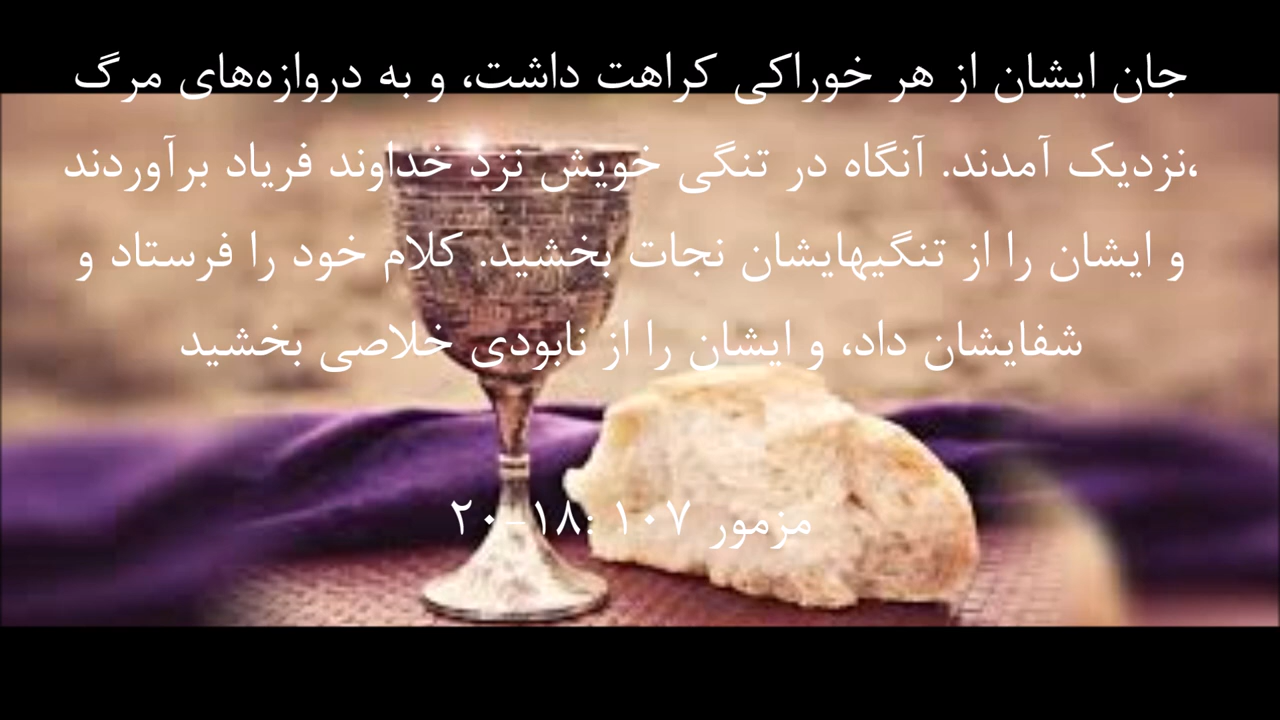 جان ایشان از هر خوراکی کراهت داشت، و به دروازه‌های مرگ
نزدیک آمدند. آنگاه در تنگی خویش نزد خداوند فریاد برآوردند،
و ایشان را از تنگیهایشان نجات بخشید. کلام خود را فرستاد و
شفایشان داد، و ایشان را از نابودی خلاصی بخشید
مزمور ۱۰۷ :۱۸-۲۰